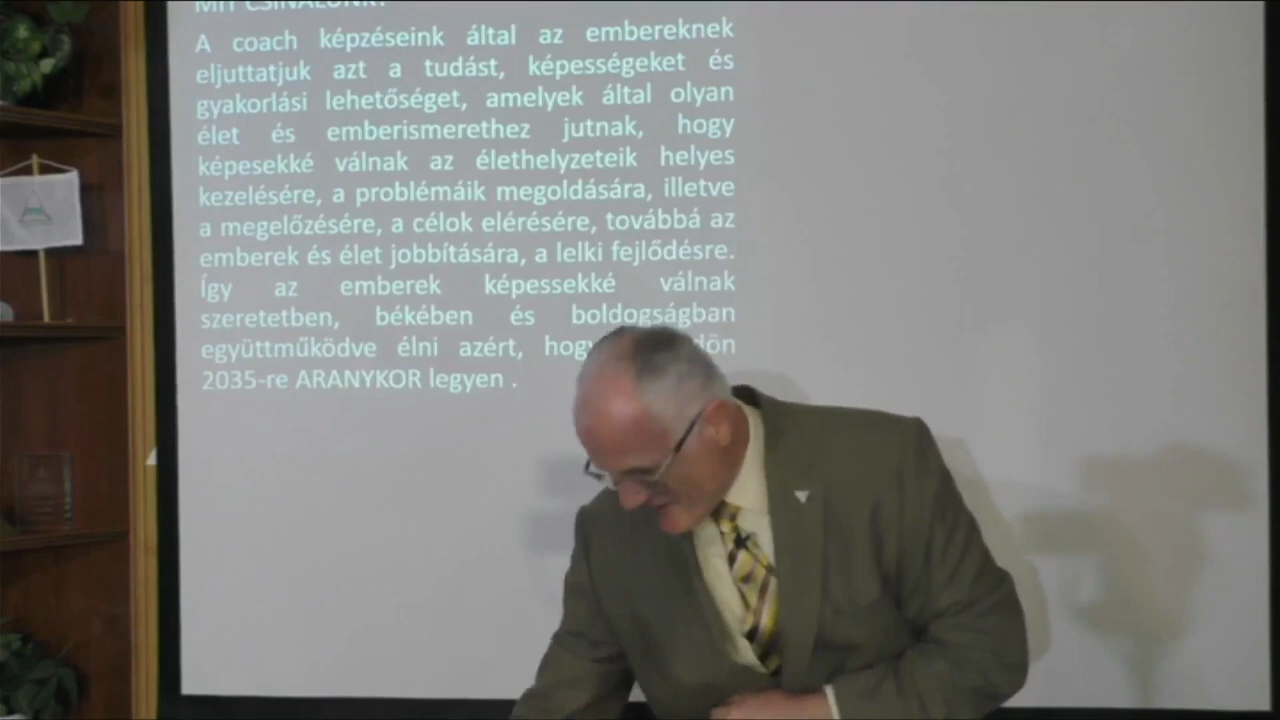 MIT CSINÁLUNK?
A coach képzéseink által az embereknek
eljuttatjuk azt a tudást, képességeket és
gyakorlási lehetőséget, amelyek által olyan
élet és emberismerethez jutnak, hogy
képesekké válnak az élethelyzeteik helyes
kezelésére, a problémáik megoldására, illetve
a megelőzésére, a célok elérésére, továbbá az
emberek és élet jobbítására, a lelki fejlődésre.
Így az emberek képessekké válnak
szeretetben, békében és boldogságban
együttműködve élni azért, hogy
2035-re ARANYKOR legyen .